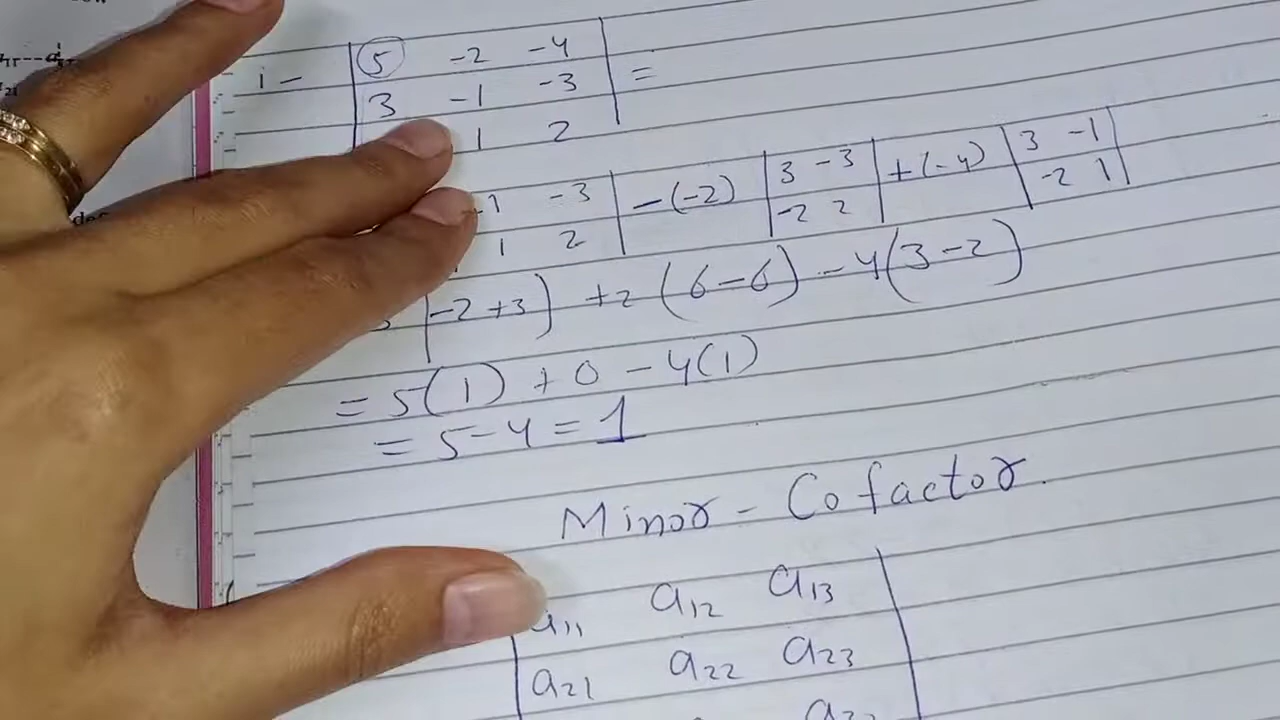 i - | 5 -2 -4 | =
| 3 -1 -3 |
| 1 2 |
-1 -3 | -(-2) | 3 -3 | +(-4) | 3 -1 |
1 2 | | -2 2 | | -2 1 |
(-2 +3) +2 (6-6) -4(3-2)
= 5(1) + 0 - 4(1)
= 5-4 = 1
Minor - Cofactor.
a11 a12 a13
a21 a22 a23